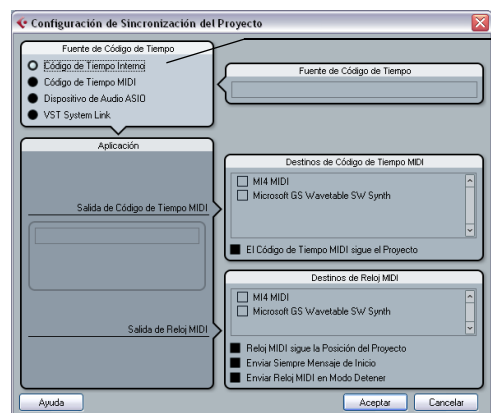 Configuración de Sincronización del Proyecto
Fuente de Código de Tiempo
Código de Tiempo Interno
Código de Tiempo MIDI
Dispositivo de Audio ASIO
VST System Link
Fuente de Código de Tiempo
Aplicación
Salida de Código de Tiempo MIDI
Salida de Reloj MIDI
Destinos de Código de Tiempo MIDI
MI4 MIDI
Microsoft GS Wavetable SW Synth
El Código de Tiempo MIDI sigue el Proyecto
Destinos de Reloj MIDI
MI4 MIDI
Microsoft GS Wavetable SW Synth
Reloj MIDI sigue la Posición del Proyecto
Enviar Siempre Mensaje de Inicio
Enviar Reloj MIDI en Modo Detener
Ayuda
Aceptar
Cancelar